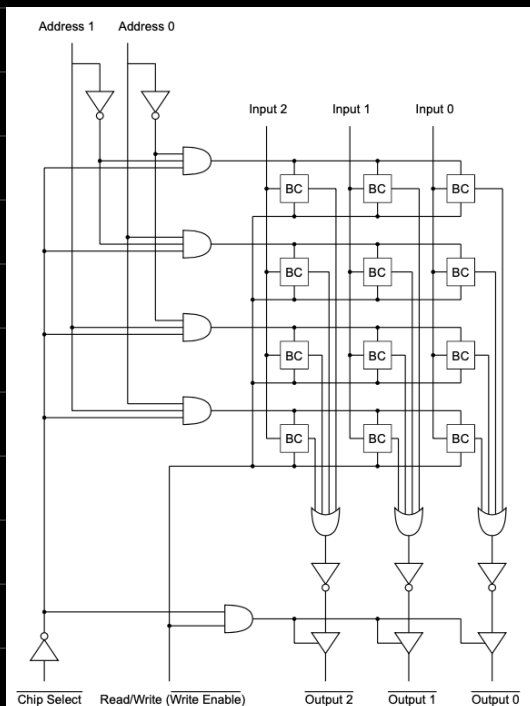 Address 1 Address 0
Input 2 Input 1 Input 0
BC BC BC
BC BC BC
BC BC BC
BC BC BC
Chip Select Read/Write (Write Enable) Output 2 Output 1 Output 0